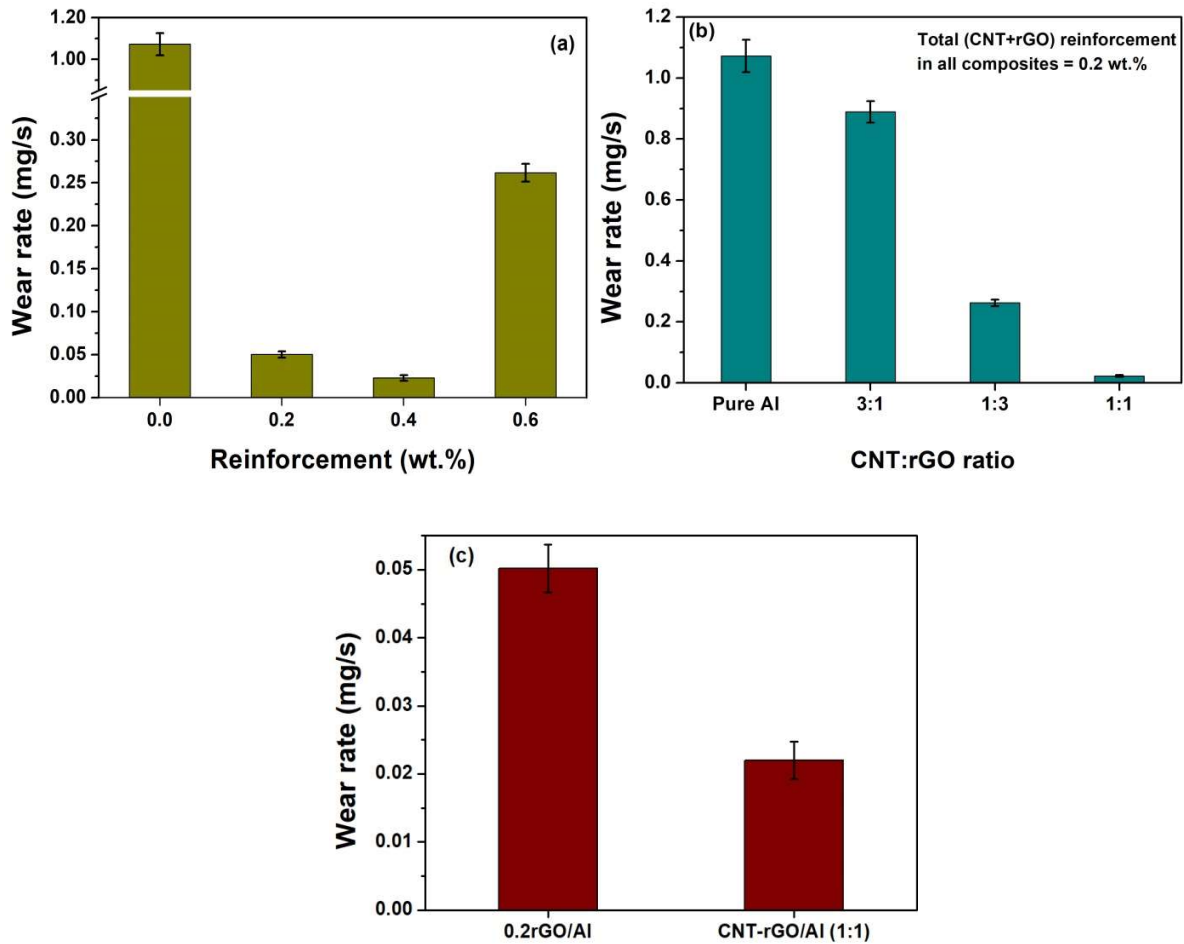 (a)
1.20
1.00
0.30
0.25
0.20
0.15
0.10
0.05
0.00
Wear rate (mg/s)
0.0 0.2 0.4 0.6
Reinforcement (wt.%)
(b)
Total (CNT+rGO) reinforcement
in all composites = 0.2 wt.%
1.2
1.0
0.8
0.6
0.4
0.2
0.0
Wear rate (mg/s)
Pure Al 3:1 1:3 1:1
CNT:rGO ratio
(c)
0.05
0.04
0.03
0.02
0.01
0.00
Wear rate (mg/s)
0.2rGO/Al CNT-rGO/Al (1:1)